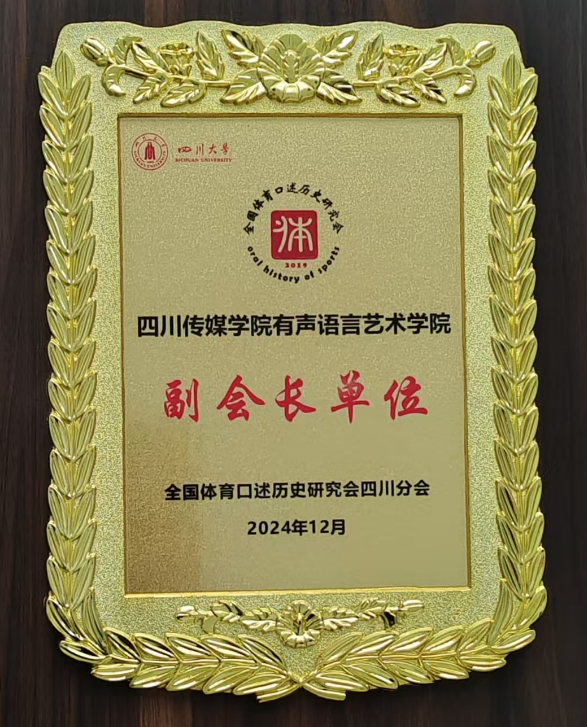 四川大學
SICHUAN UNIVERSITY
全国体育口述历史研究会
体
2019
oral history of sports
四川传媒学院有声语言艺术学院
副会长单位
全国体育口述历史研究会四川分会
2024年12月